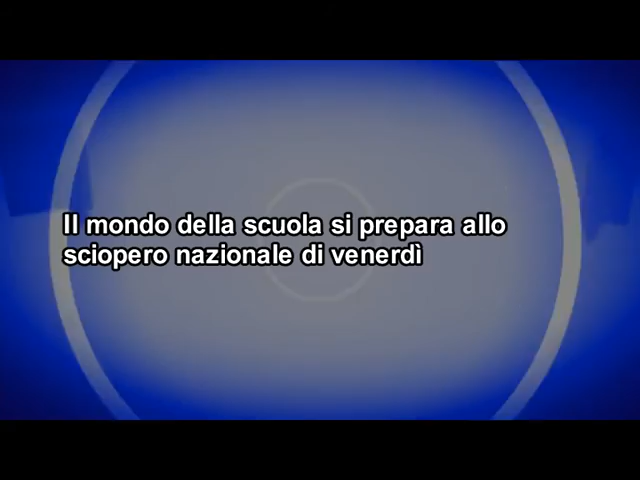 Il mondo della scuola si prepara allo
sciopero nazionale di venerdì